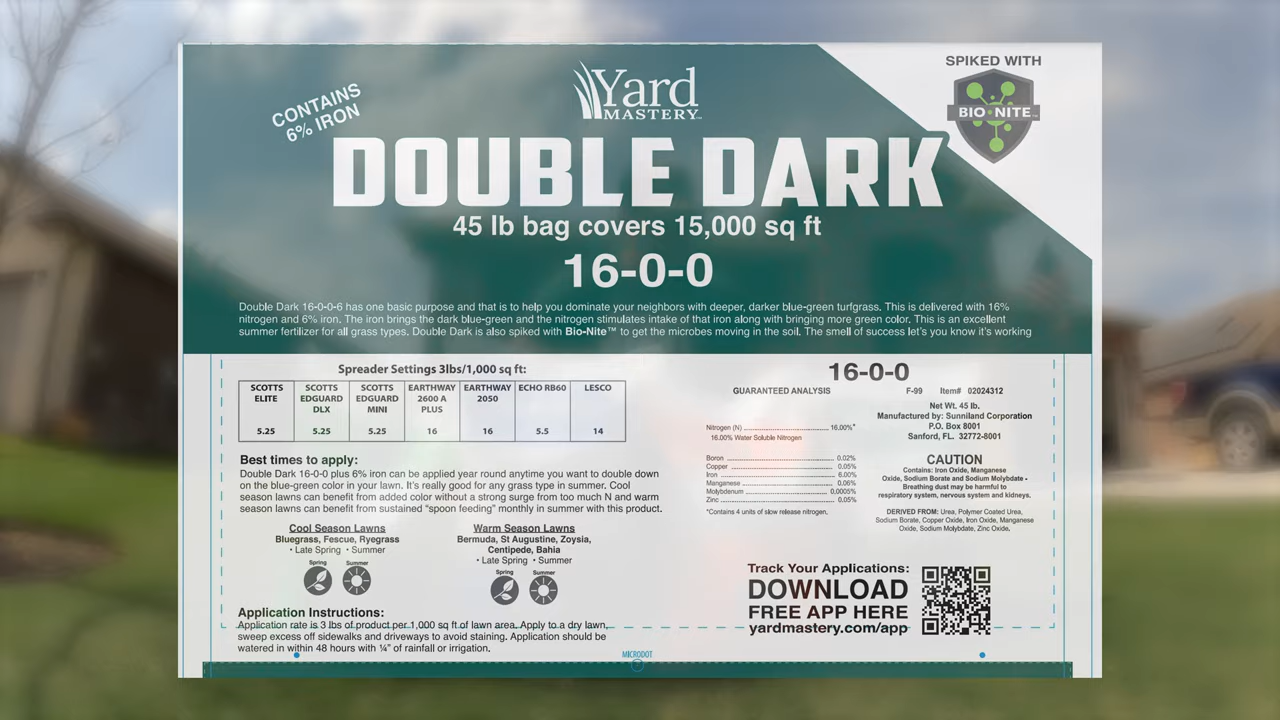 CONTAINS
6% IRON
Yard
MASTERY
SPIKED WITH
BIO-NITE™
DOUBLE DARK
45 lb bag covers 15,000 sq ft
16-0-0
Double Dark 16-0-0-6 has one basic purpose and that is to help you dominate your neighbors with deeper, darker blue-green turfgrass. This is delivered with 16%
nitrogen and 6% iron. The iron brings the dark blue-green and the nitrogen stimulates intake of that iron along with bringing more green color. This is an excellent
summer fertilizer for all grass types. Double Dark is also spiked with Bio-Nite™ to get the microbes moving in the soil. The smell of success let's you know it's working
Spreader Settings 3lbs/1,000 sq ft:
SCOTTS ELITE 5.25
SCOTTS EDGUARD DLX 5.25
SCOTTS EDGUARD MINI 5.25
EARTHWAY 2600 A PLUS 16
EARTHWAY 2050 16
ECHO RB60 5.5
LESCO 14
Best times to apply:
Double Dark 16-0-0 plus 6% iron can be applied year round anytime you want to double down
on the blue-green color in your lawn. It's really good for any grass type in summer. Cool
season lawns can benefit from added color without a strong surge from too much N and warm
season lawns can benefit from sustained "spoon feeding" monthly in summer with this product.
Cool Season Lawns
Bluegrass, Fescue, Ryegrass
• Late Spring • Summer
Spring Summer
Warm Season Lawns
Bermuda, St Augustine, Zoysia,
Centipede, Bahia
• Late Spring • Summer
Spring Summer
Application Instructions:
Application rate is 3 lbs of product per 1,000 sq ft of lawn area. Apply to a dry lawn,
sweep excess off sidewalks and driveways to avoid staining. Application should be
watered in within 48 hours with ¼" of rainfall or irrigation.
16-0-0
GUARANTEED ANALYSIS
F-99 Item# 02024312
Nitrogen (N) 16.00%*
16.00% Water Soluble Nitrogen
Boron 0.02%
Copper 0.05%
Iron 6.00%
Manganese 0.06%
Molybdenum 0.0005%
Zinc 0.05%
*Contains 4 units of slow release nitrogen.
Net Wt. 45 lb.
Manufactured by: Sunniland Corporation
P.O. Box 8001
Sanford, FL. 32772-8001
CAUTION
Contains: Iron Oxide, Manganese
Oxide, Sodium Borate and Sodium Molybdate -
Breathing dust may be harmful to
respiratory system, nervous system and kidneys.
DERIVED FROM: Urea, Polymer Coated Urea,
Sodium Borate, Copper Oxide, Iron Oxide, Manganese
Oxide, Sodium Molybdate, Zinc Oxide,
Track Your Applications:
DOWNLOAD
FREE APP HERE
yardmastery.com/app
MICRODOT